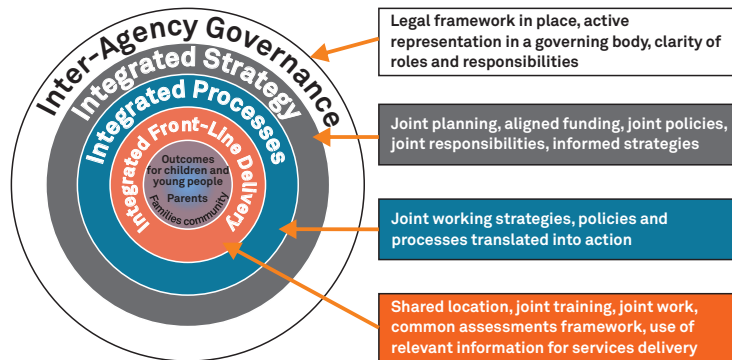 Inter-Agency Governance
Integrated Strategy
Integrated Processes
Integrated Front-Line Delivery
Outcomes
for children and
young people
Parents
Families community
Legal framework in place, active
representation in a governing body, clarity of
roles and responsibilities
Joint planning, aligned funding, joint policies,
joint responsibilities, informed strategies
Joint working strategies, policies and
processes translated into action
Shared location, joint training, joint work,
common assessments framework, use of
relevant information for services delivery